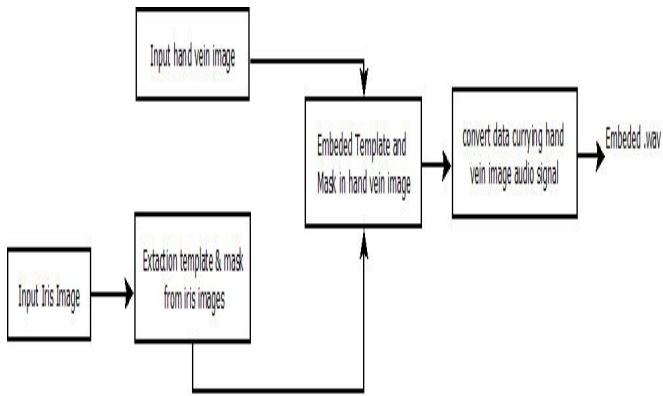 Input hand vein image
Embeded Template and
Mask in hand vein image
convert data currying hand
vein image audio signal
Embeded .wav
Extaction template & mask
from iris images
Input Iris Image